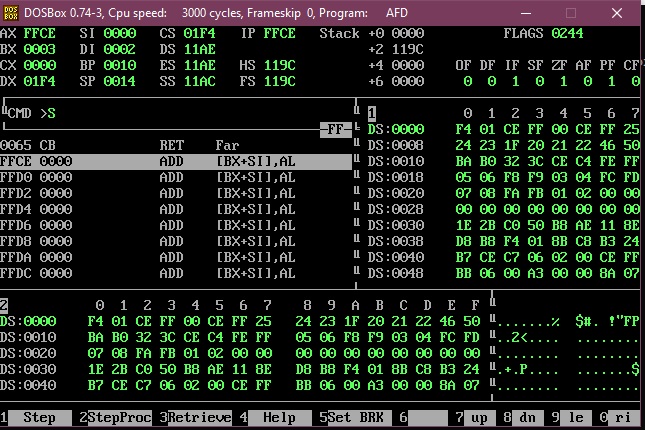 DOSBox 0.74-3, Cpu speed: 3000 cycles, Frameskip 0, Program: AFD
AX FFCE SI 0000 CS 01F4 IP FFCE Stack +0 0000 FLAGS 0244
BX 0003 DI 0002 DS 11AE +2 119C
CX 0000 BP 0010 ES 11AE HS 119C +4 0000 OF DF IF SF ZF AF PF CF
DX 01F4 SP 0014 SS 11AC FS 119C +6 0000 0 0 1 0 1 0 1 0
CMD >S 1 0 1 2 3 4 5 6 7
FF DS:0000 F4 01 CE FF 00 CE FF 25
0065 CB RET Far DS:0008 24 23 1F 20 21 22 46 50
FFCE 0000 ADD [BX+SI],AL DS:0010 BA B0 32 3C CE C4 FE FF
FFD0 0000 ADD [BX+SI],AL DS:0018 05 06 F8 F9 03 04 FC FD
FFD2 0000 ADD [BX+SI],AL DS:0020 07 08 FA FB 01 02 00 00
FFD4 0000 ADD [BX+SI],AL DS:0028 00 00 00 00 00 00 00 00
FFD6 0000 ADD [BX+SI],AL DS:0030 1E 2B C0 50 B8 AE 11 8E
FFD8 0000 ADD [BX+SI],AL DS:0038 D8 B8 F4 01 8B C8 B3 24
FFDA 0000 ADD [BX+SI],AL DS:0040 B7 CE C7 06 02 00 CE FF
FFDC 0000 ADD [BX+SI],AL DS:0048 BB 06 00 A3 00 00 8A 07
2 0 1 2 3 4 5 6 7 8 9 A B C D E F
DS:0000 F4 01 CE FF 00 CE FF 25 24 23 1F 20 21 22 46 50 .......% $#. !"FP
DS:0010 BA B0 32 3C CE C4 FE FF 05 06 F8 F9 03 04 FC FD ..2<.... ........
DS:0020 07 08 FA FB 01 02 00 00 00 00 00 00 00 00 00 00 ........ ........
DS:0030 1E 2B C0 50 B8 AE 11 8E D8 B8 F4 01 8B C8 B3 24 .+.P.... .......$
DS:0040 B7 CE C7 06 02 00 CE FF BB 06 00 A3 00 00 8A 07 ........ ........
1 Step 2StepProc 3Retrieve 4 Help 5Set BRK 6 7 up 8 dn 9 le 0 ri